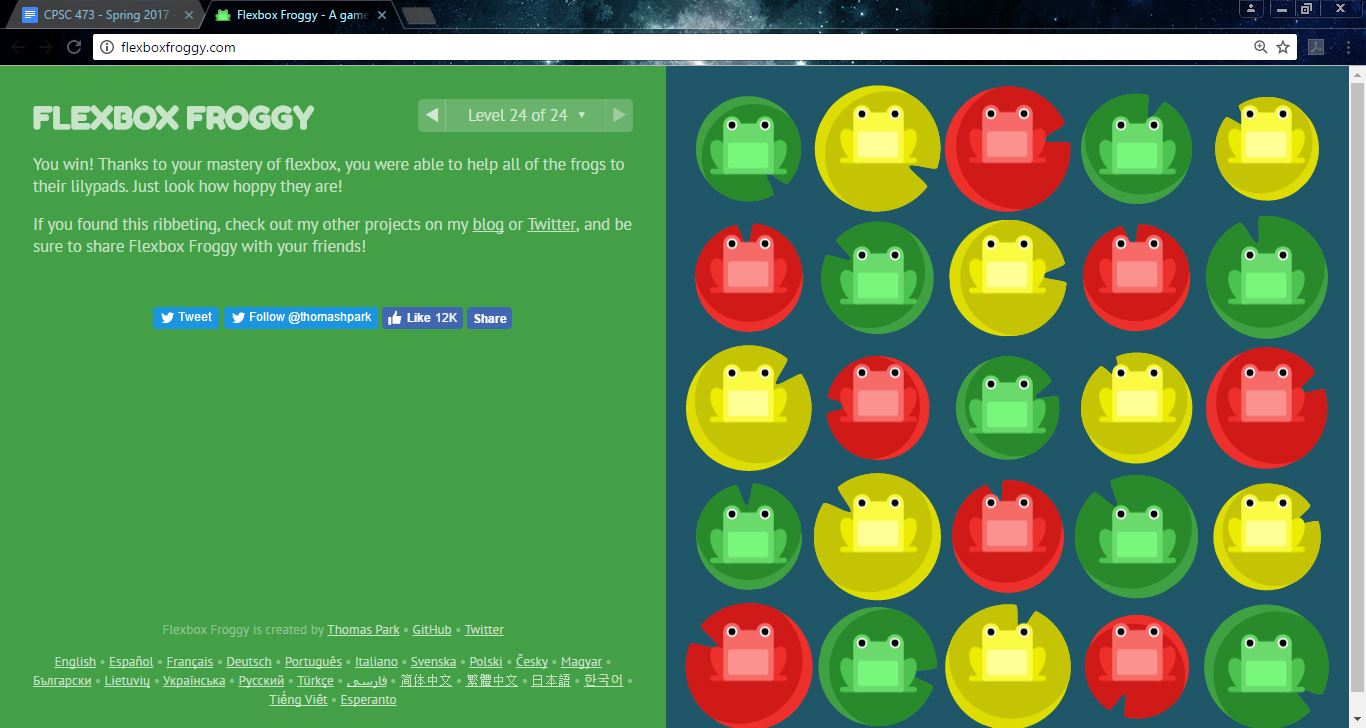 CPSC 473 - Spring 2017
Flexbox Froggy - A game
flexboxfroggy.com
FLEXBOX FROGGY
Level 24 of 24
You win! Thanks to your mastery of flexbox, you were able to help all of the frogs to
their lilypads. Just look how hoppy they are!
If you found this ribbeting, check out my other projects on my blog or Twitter, and be
sure to share Flexbox Froggy with your friends!
Tweet Follow @thomashpark Like 12K Share
Flexbox Froggy is created by Thomas Park • GitHub • Twitter
English • Español • Français • Deutsch • Português • Italiano • Svenska • Polski • Česky • Magyar •
Български • Lietuvių • Українська • Русский • Türkçe • فارسی • 简体中文 • 繁體中文 • 日本語 • 한국어 •
Tiếng Việt • Esperanto